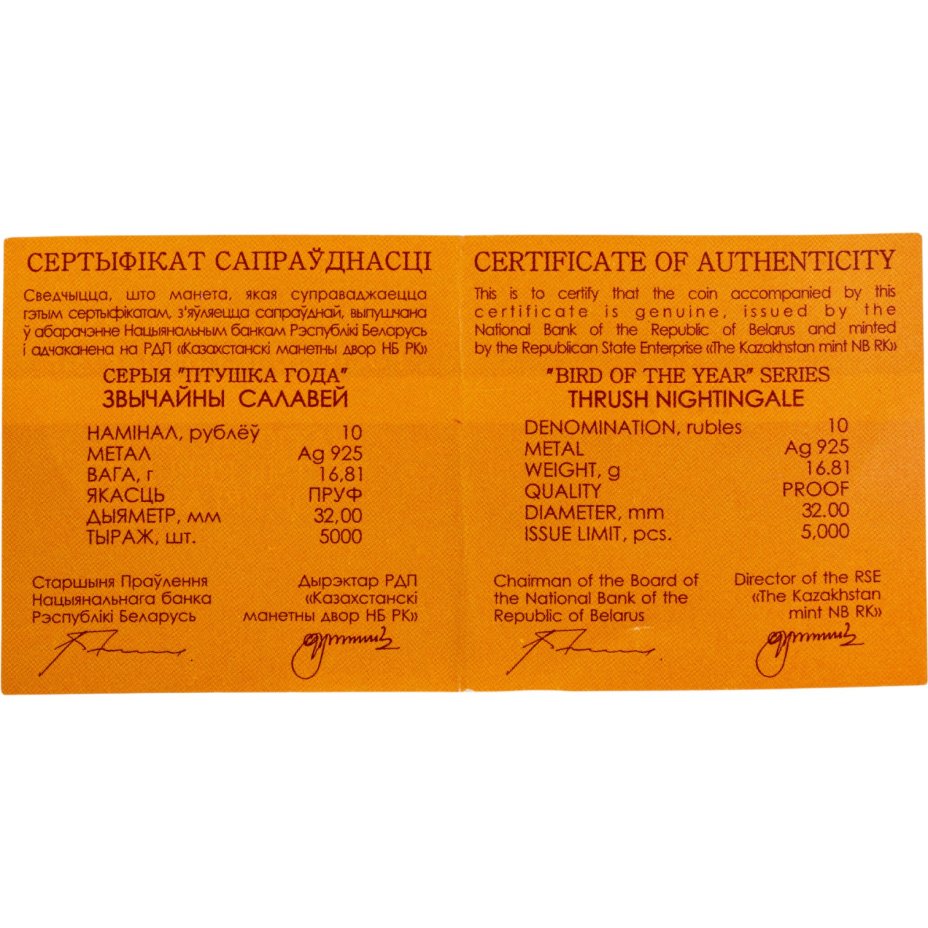 СЕРТЫФІКАТ САПРАЎДНАСЦІ
Сведчыцца, што манета, якая суправаджаецца
гэтым сертыфікатам, з'яўляецца сапраўднай, выпушчана
ў абарачэнне Нацыянальным банкам Рэспублікі Беларусь
і адчаканена на РДП «Казахстанскі манетны двор НБ РК»
СЕРЫЯ "ПТУШКА ГОДА"
ЗВЫЧАЙНЫ САЛАВЕЙ
НАМІНАЛ, рублёў 10
МЕТАЛ Ag 925
ВАГА, г 16,81
ЯКАСЦЬ ПРУФ
ДЫЯМЕТР, мм 32,00
ТЫРАЖ, шт. 5000
Старшыня Праўлення
Нацыянальнага банка
Рэспублікі Беларусь
Дырэктар РДП
«Казахстанскі
манетны двор НБ РК»
CERTIFICATE OF AUTHENTICITY
This is to certify that the coin accompanied by this
certificate is genuine, issued by the
National Bank of the Republic of Belarus and minted
by the Republican State Enterprise «The Kazakhstan mint NB RK»
"BIRD OF THE YEAR" SERIES
THRUSH NIGHTINGALE
DENOMINATION, rubles 10
METAL Ag 925
WEIGHT, g 16.81
QUALITY PROOF
DIAMETER, mm 32.00
ISSUE LIMIT, pcs. 5,000
Chairman of the Board of
the National Bank of the
Republic of Belarus
Director of the RSE
«The Kazakhstan
mint NB RK»